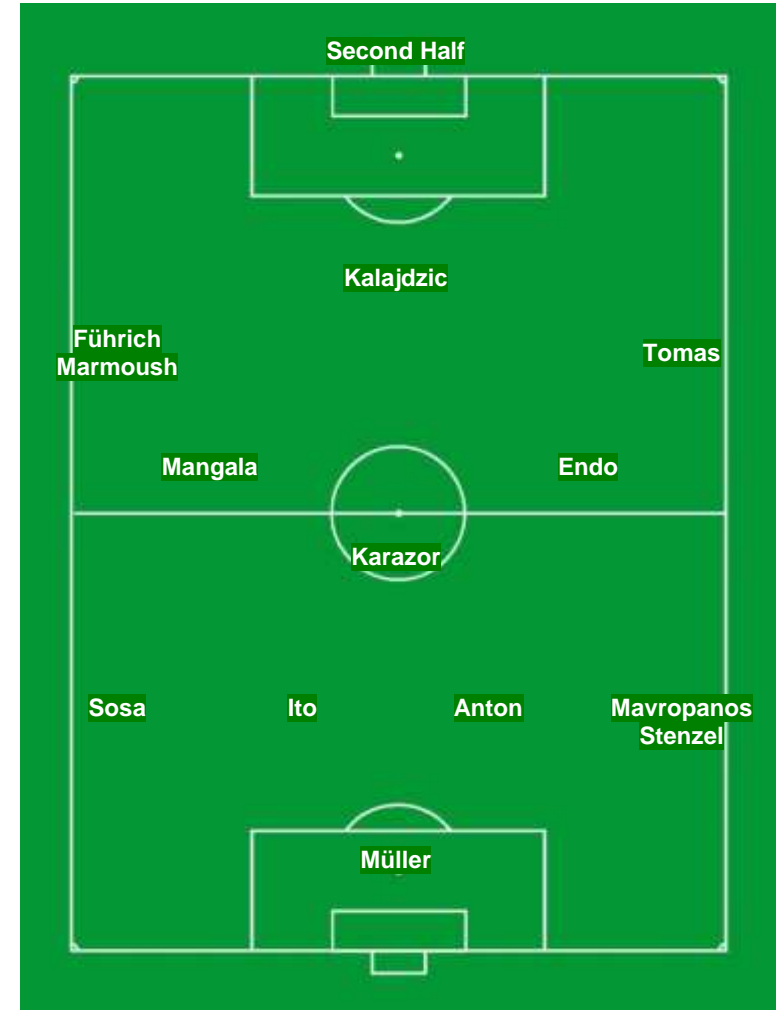 Second Half
Kalajdzic
Führich
Marmoush
Tomas
Mangala
Endo
Karazor
Sosa
Ito
Anton
Mavropanos
Stenzel
Müller